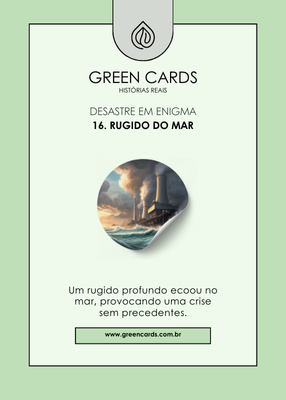 GREEN CARDS
HISTÓRIAS REAIS
DESASTRE EM ENIGMA
16. RUGIDO DO MAR
Um rugido profundo ecoou no
mar, provocando uma crise
sem precedentes.
www.greencards.com.br